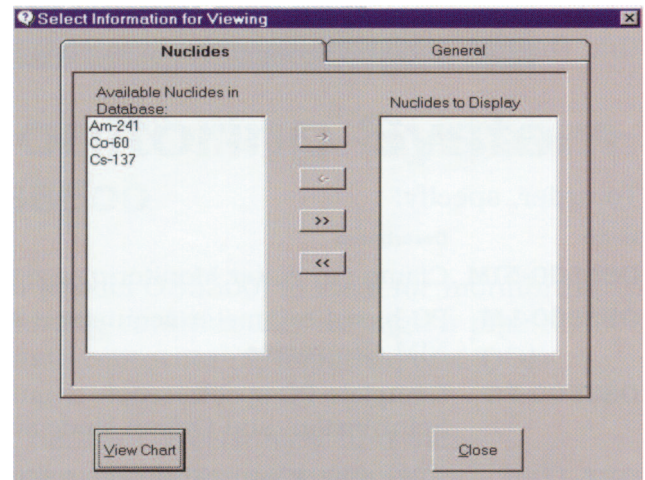 Select Information for Viewing
Nuclides
General
Available Nuclides in
Database:
Am-241
Co-60
Cs-137
Nuclides to Display
->
<-
>>
<<
View Chart
Close